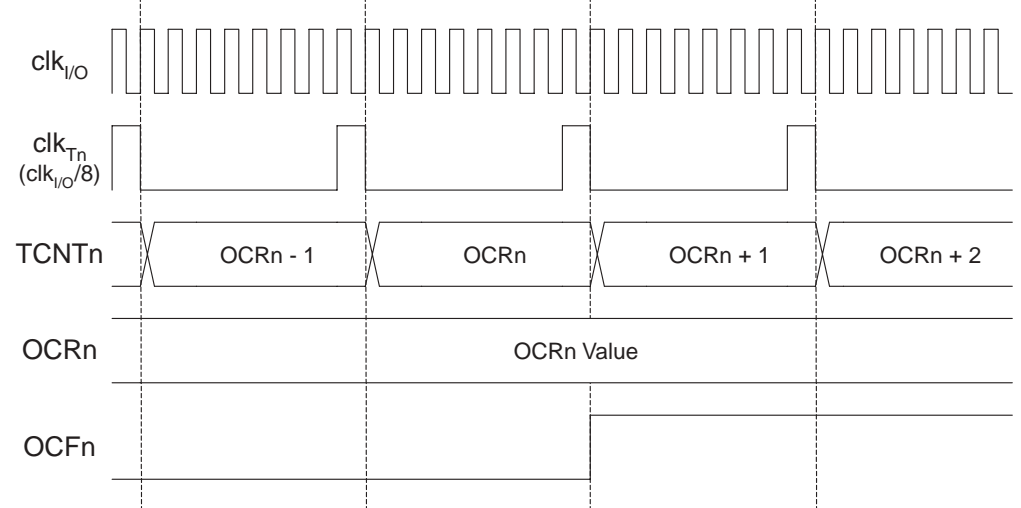 clkI/O
clkTn
(clkI/O/8)
TCNTn
OCRn - 1
OCRn
OCRn + 1
OCRn + 2
OCRn
OCRn Value
OCFn